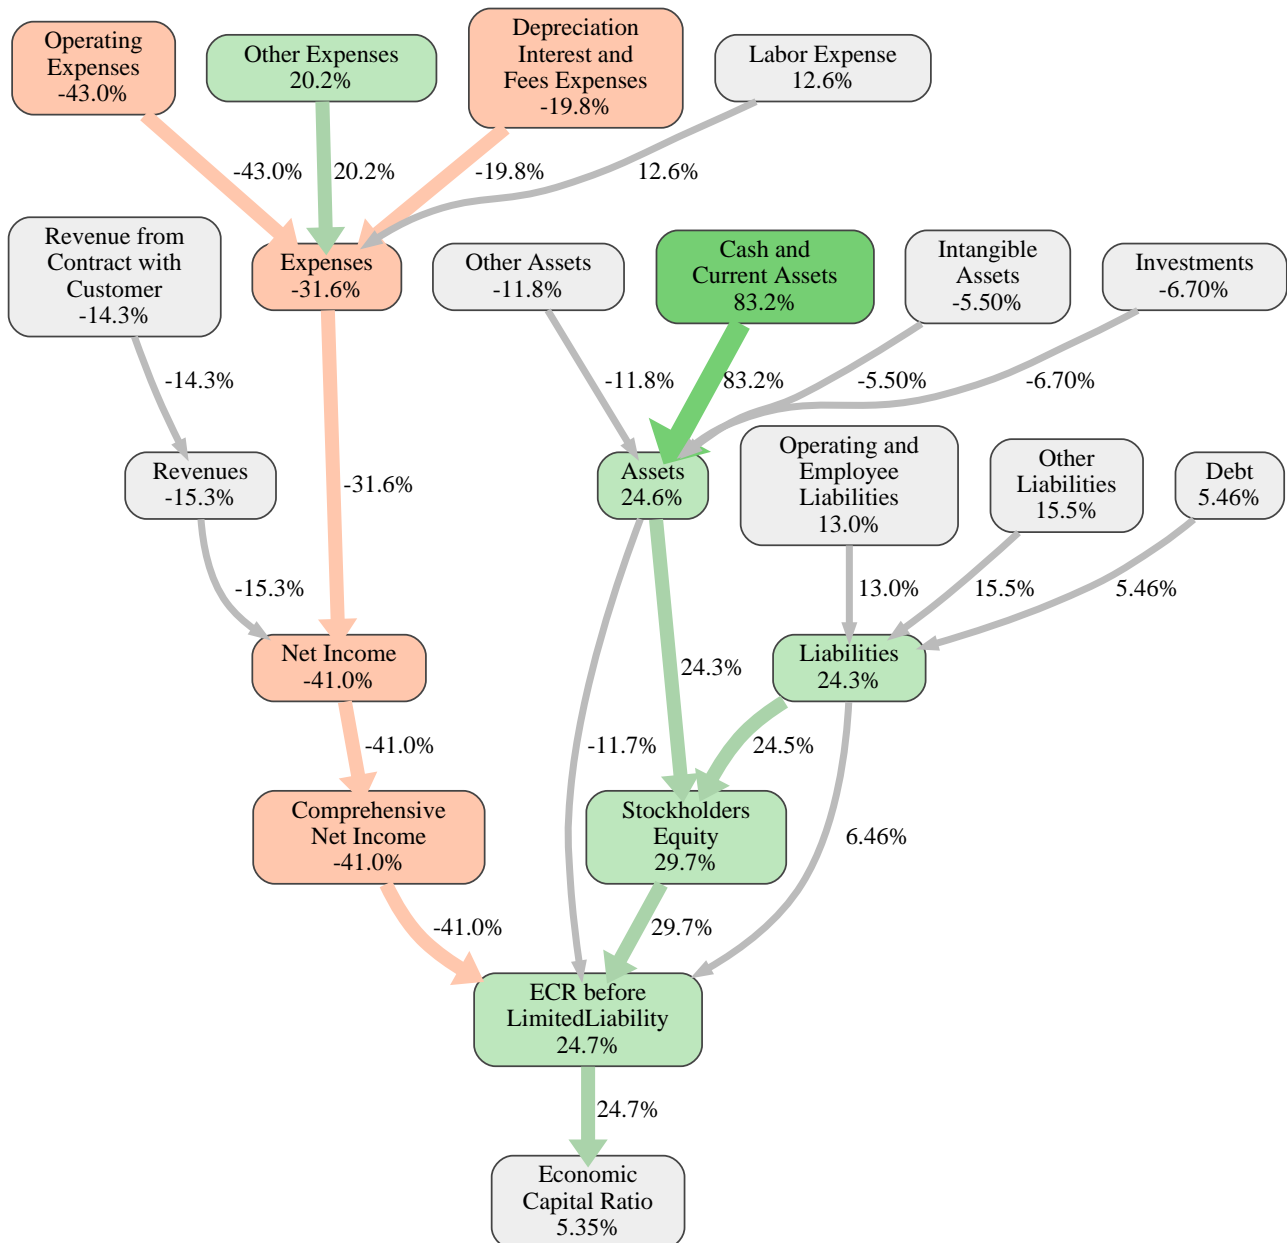 Operating
Expenses
-43.0%
Other Expenses
20.2%
Depreciation
Interest and
Fees Expenses
-19.8%
Labor Expense
12.6%
-43.0%
20.2%
-19.8%
12.6%
Revenue from
Contract with
Customer
-14.3%
Expenses
-31.6%
Other Assets
-11.8%
Cash and
Current Assets
83.2%
Intangible
Assets
-5.50%
Investments
-6.70%
-14.3%
-11.8%
83.2%
-5.50%
-6.70%
Revenues
-15.3%
-31.6%
Assets
24.6%
Operating and
Employee
Liabilities
13.0%
Other
Liabilities
15.5%
Debt
5.46%
-15.3%
13.0%
15.5%
5.46%
Net Income
-41.0%
24.3%
Liabilities
24.3%
-41.0%
-11.7%
24.5%
Comprehensive
Net Income
-41.0%
Stockholders
Equity
29.7%
6.46%
-41.0%
29.7%
ECR before
LimitedLiability
24.7%
24.7%
Economic
Capital Ratio
5.35%